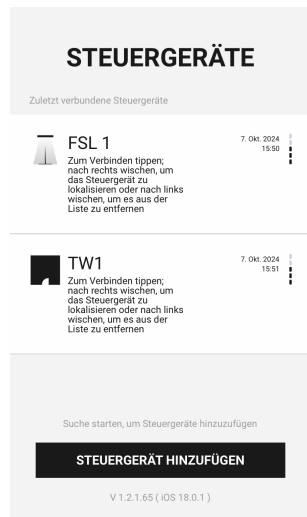 STEUERGERÄTE
Zuletzt verbundene Steuergeräte
FSL 1
7. Okt. 2024
15:50
Zum Verbinden tippen;
nach rechts wischen, um
das Steuergerät zu
lokalisieren oder nach links
wischen, um es aus der
Liste zu entfernen
TW1
7. Okt. 2024
15:51
Zum Verbinden tippen;
nach rechts wischen, um
das Steuergerät zu
lokalisieren oder nach links
wischen, um es aus der
Liste zu entfernen
Suche starten, um Steuergeräte hinzuzufügen
STEUERGERÄT HINZUFÜGEN
V 1.2.1.65 ( iOS 18.0.1 )